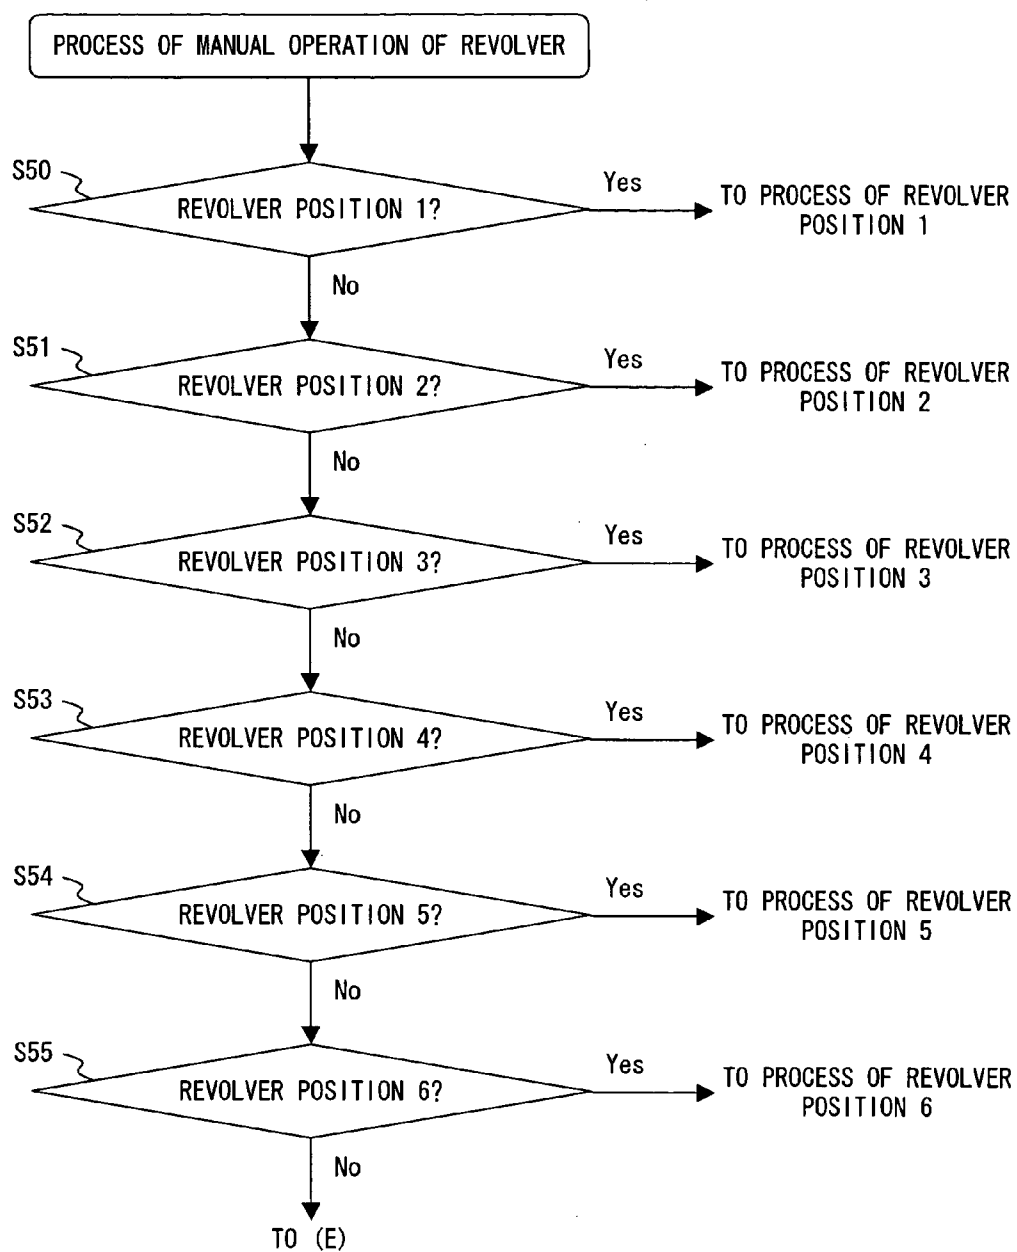 PROCESS OF MANUAL OPERATION OF REVOLVER
S50
REVOLVER POSITION 1?
Yes
TO PROCESS OF REVOLVER
POSITION 1
No
S51
REVOLVER POSITION 2?
Yes
TO PROCESS OF REVOLVER
POSITION 2
No
S52
REVOLVER POSITION 3?
Yes
TO PROCESS OF REVOLVER
POSITION 3
No
S53
REVOLVER POSITION 4?
Yes
TO PROCESS OF REVOLVER
POSITION 4
No
S54
REVOLVER POSITION 5?
Yes
TO PROCESS OF REVOLVER
POSITION 5
No
S55
REVOLVER POSITION 6?
Yes
TO PROCESS OF REVOLVER
POSITION 6
No
TO (E)